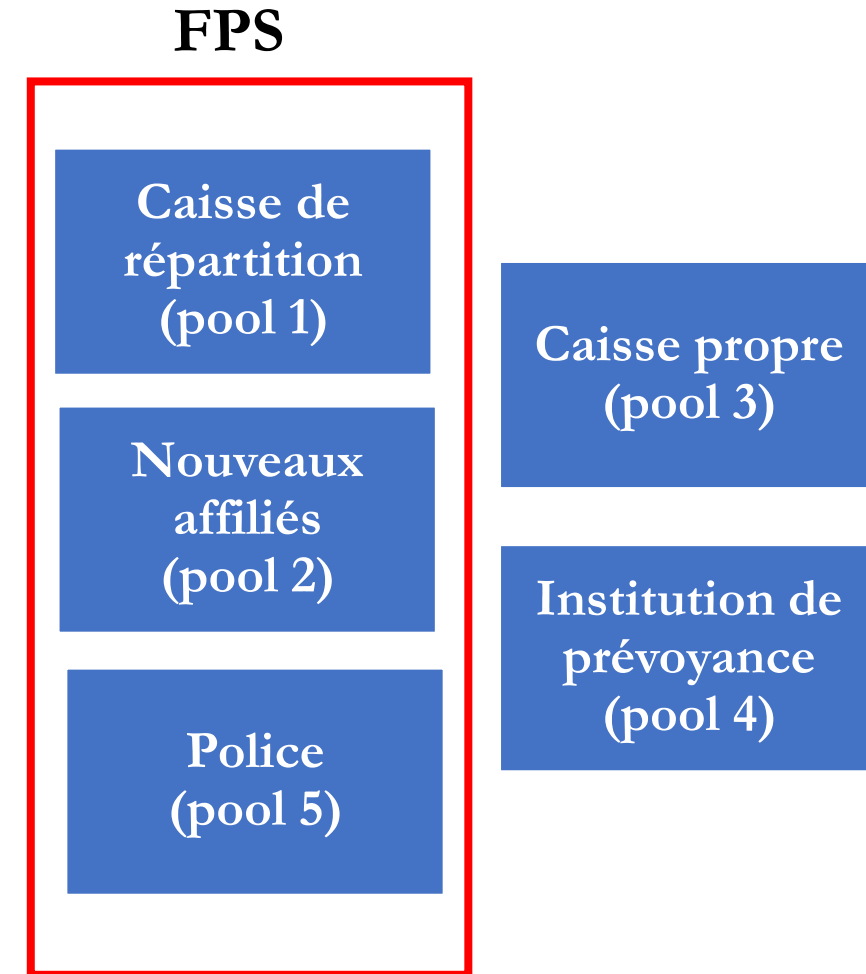 FPS
Caisse de
répartition
(pool 1)
Nouveaux
affiliés
(pool 2)
Police
(pool 5)
Caisse propre
(pool 3)
Institution de
prévoyance
(pool 4)